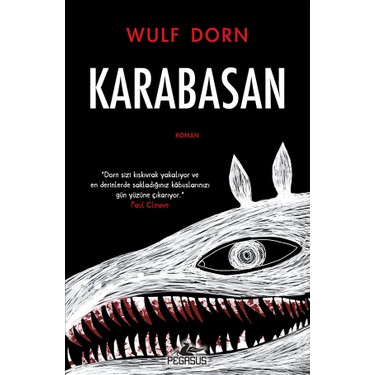 WULF DORN
KARABASAN
ROMAN
"Dorn sizi kıskıvrak yakalıyor ve
en derinlerde sakladığınız kâbuslarınızı
gün yüzüne çıkarıyor."
Paul Cleave
PEGASUS